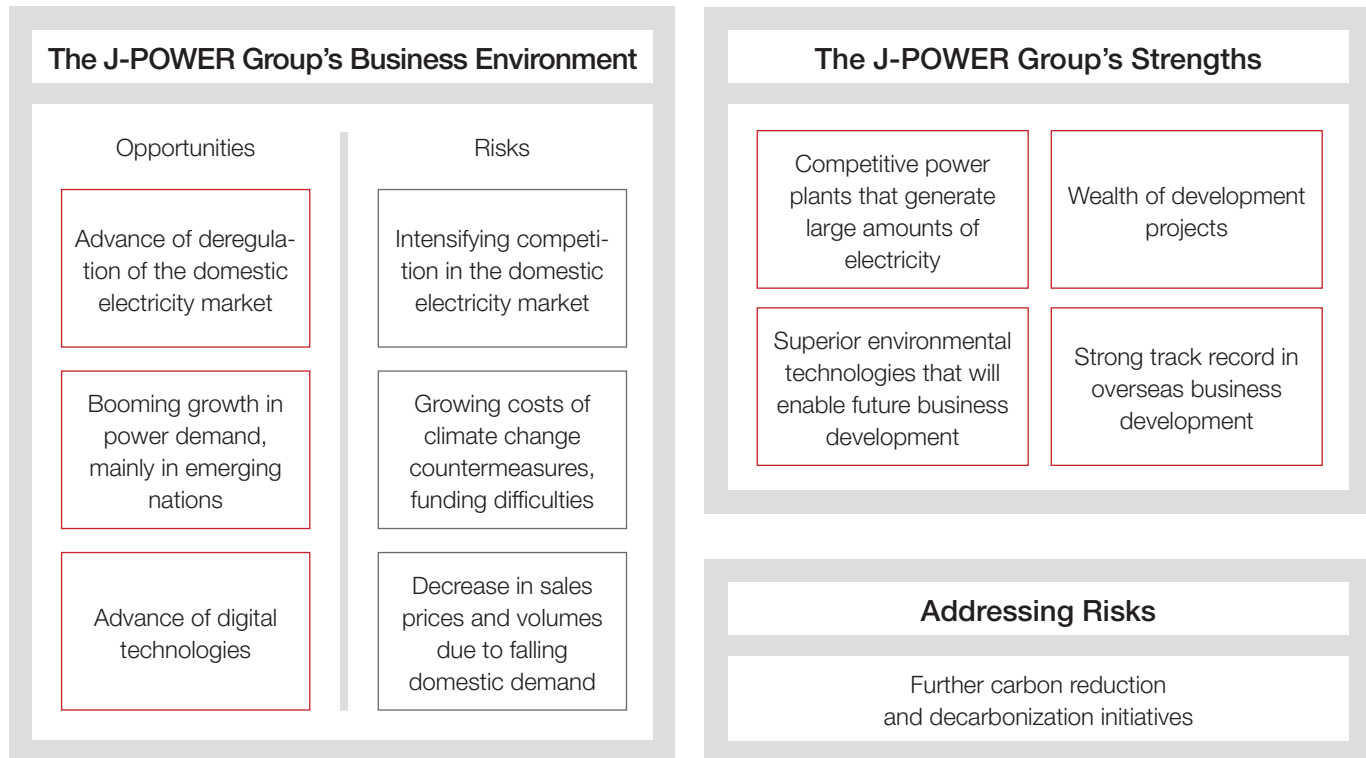 The J-POWER Group’s Business Environment
Opportunities
Advance of deregula-
tion of the domestic
electricity market
Booming growth in
power demand,
mainly in emerging
nations
Advance of digital
technologies
Risks
Intensifying competi-
tion in the domestic
electricity market
Growing costs of
climate change
countermeasures,
funding difficulties
Decrease in sales
prices and volumes
due to falling
domestic demand
The J-POWER Group’s Strengths
Competitive power
plants that generate
large amounts of
electricity
Wealth of development
projects
Superior environmental
technologies that will
enable future business
development
Strong track record in
overseas business
development
Addressing Risks
Further carbon reduction
and decarbonization initiatives